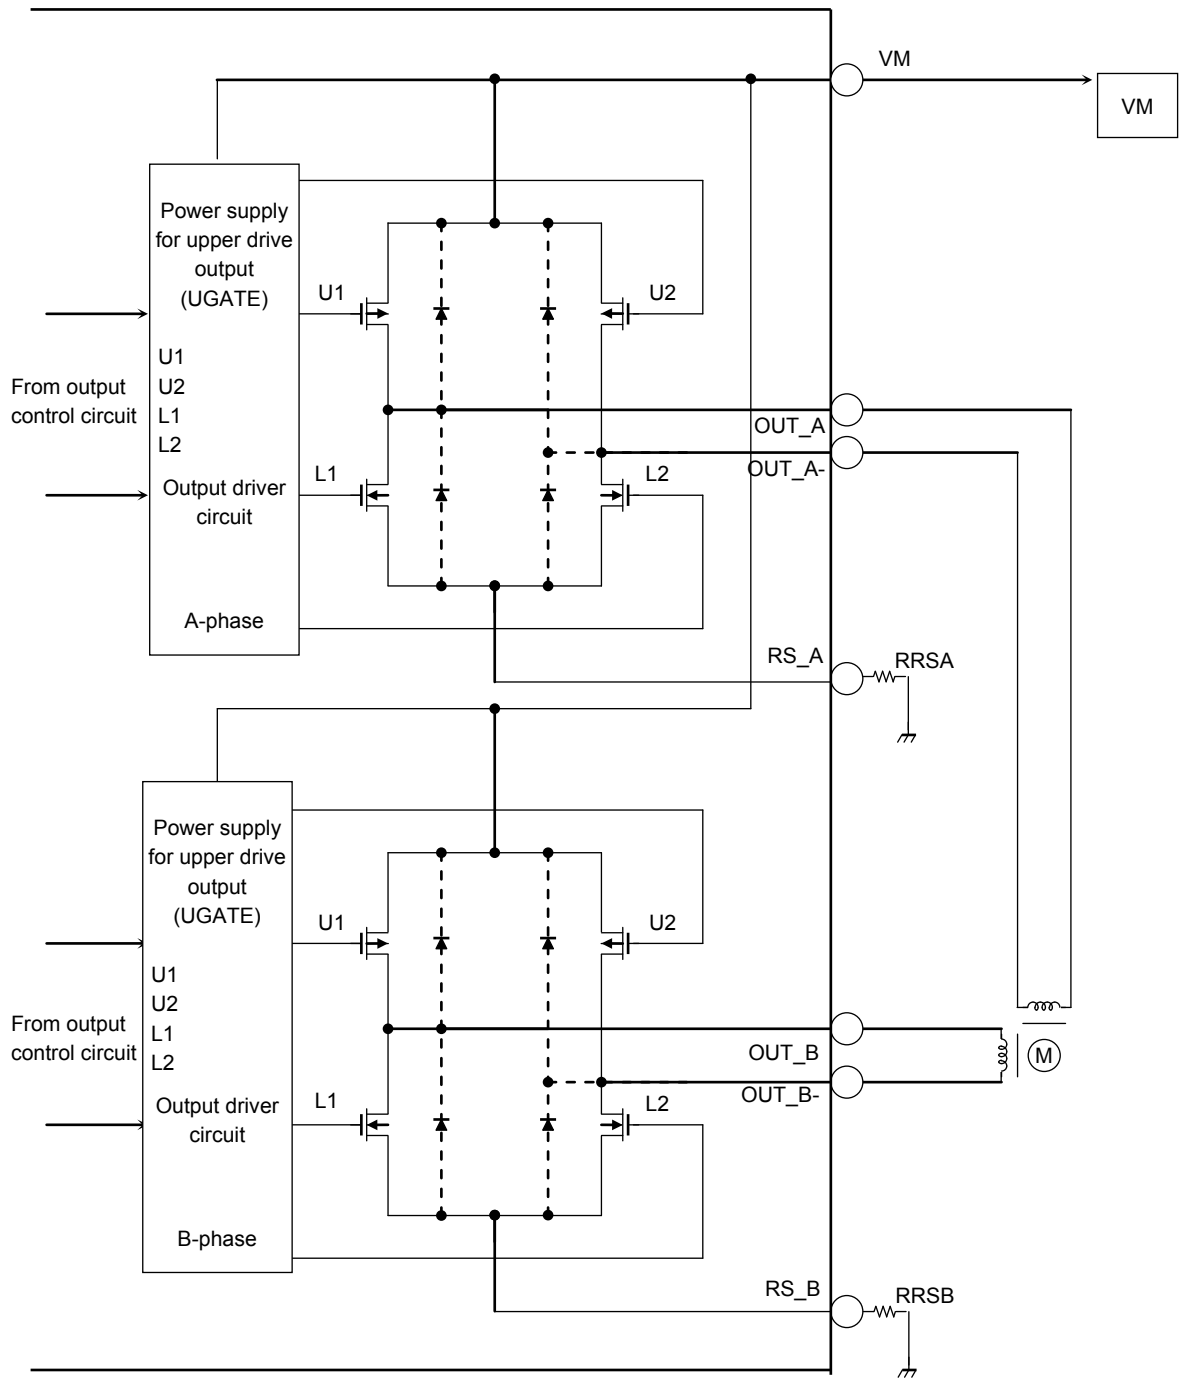 VM
VM
Power supply
for upper drive
output
(UGATE)
U1
U2
U1
U2
L1
L2
From output
control circuit
OUT_A
OUT_A-
L1
L2
Output driver
circuit
A-phase
RS_A
RRSA
Power supply
for upper drive
output
(UGATE)
U1
U2
U1
U2
L1
L2
From output
control circuit
OUT_B
M
OUT_B-
L1
L2
Output driver
circuit
B-phase
RS_B
RRSB